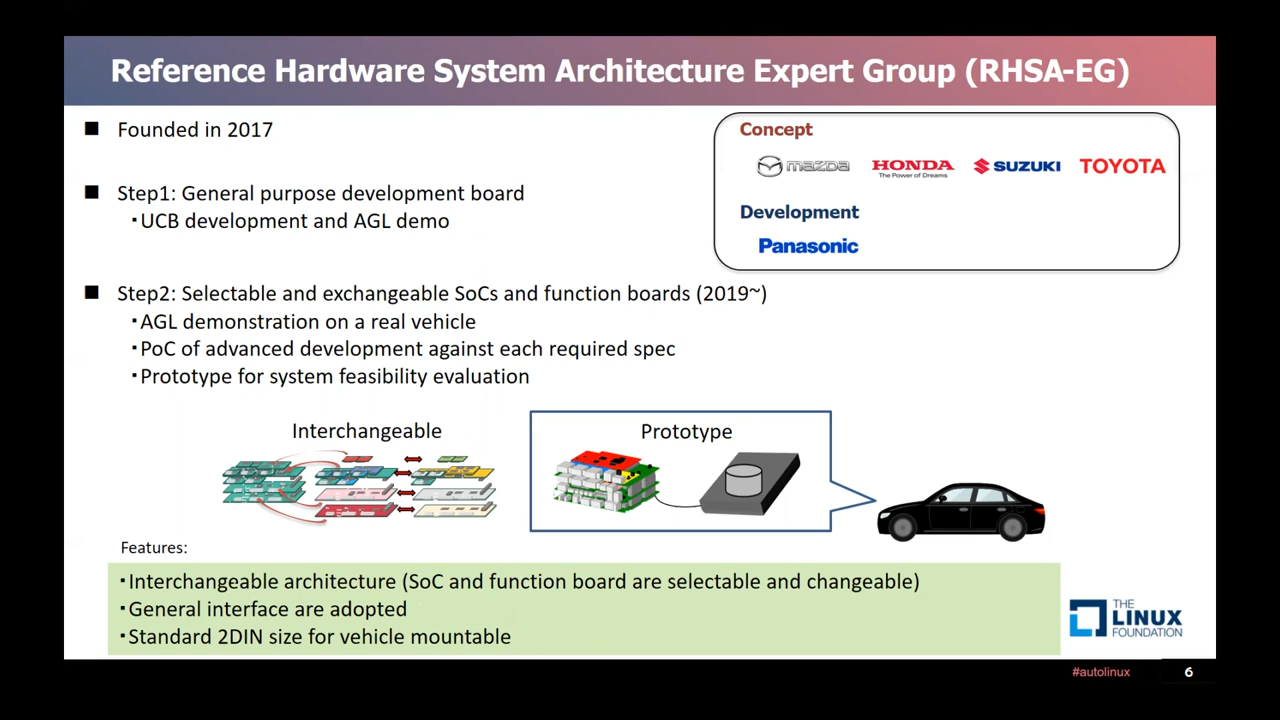 Reference Hardware System Architecture Expert Group (RHSA-EG)
■ Founded in 2017
■ Step1: General purpose development board
･UCB development and AGL demo
Concept
mazda
HONDA
The Power of Dreams
SUZUKI
TOYOTA
Development
Panasonic
■ Step2: Selectable and exchangeable SoCs and function boards (2019~)
･AGL demonstration on a real vehicle
･PoC of advanced development against each required spec
･Prototype for system feasibility evaluation
Interchangeable
Prototype
Features:
･Interchangeable architecture (SoC and function board are selectable and changeable)
･General interface are adopted
･Standard 2DIN size for vehicle mountable
THE
LINUX
FOUNDATION
#autolinux
6